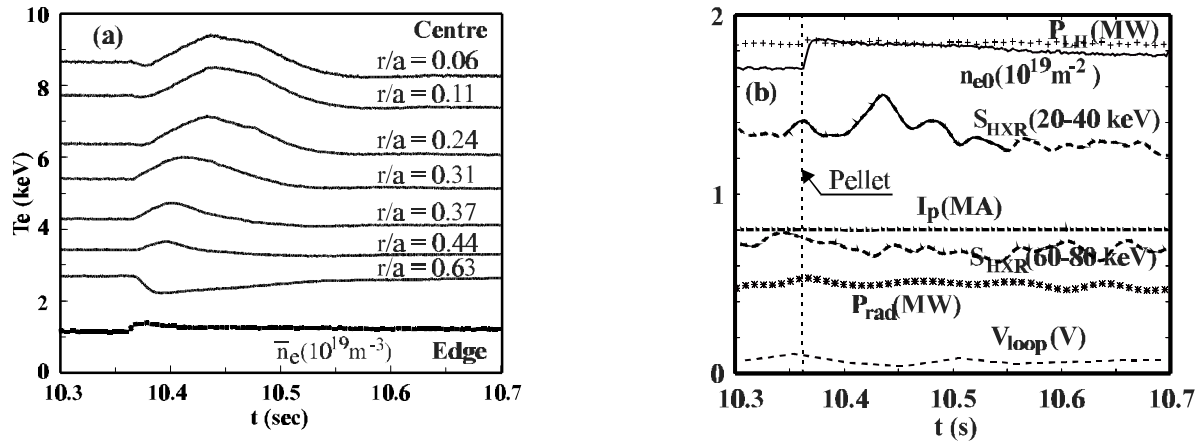 10
8
6
4
2
0
Te (keV)
(a)
Centre
r/a = 0.06
r/a = 0.11
r/a = 0.24
r/a = 0.31
r/a = 0.37
r/a = 0.44
r/a = 0.63
n̅e(10¹⁹m⁻³) Edge
10.3 10.4 10.5 10.6 10.7
t (sec)
2
1
0
(b)
PLH(MW)
ne0(10¹⁹m⁻²)
SHXR(20-40 keV)
Pellet
Ip(MA)
SHXR(60-80 keV)
Prad(MW)
Vloop(V)
10.3 10.4 10.5 10.6 10.7
t (s)